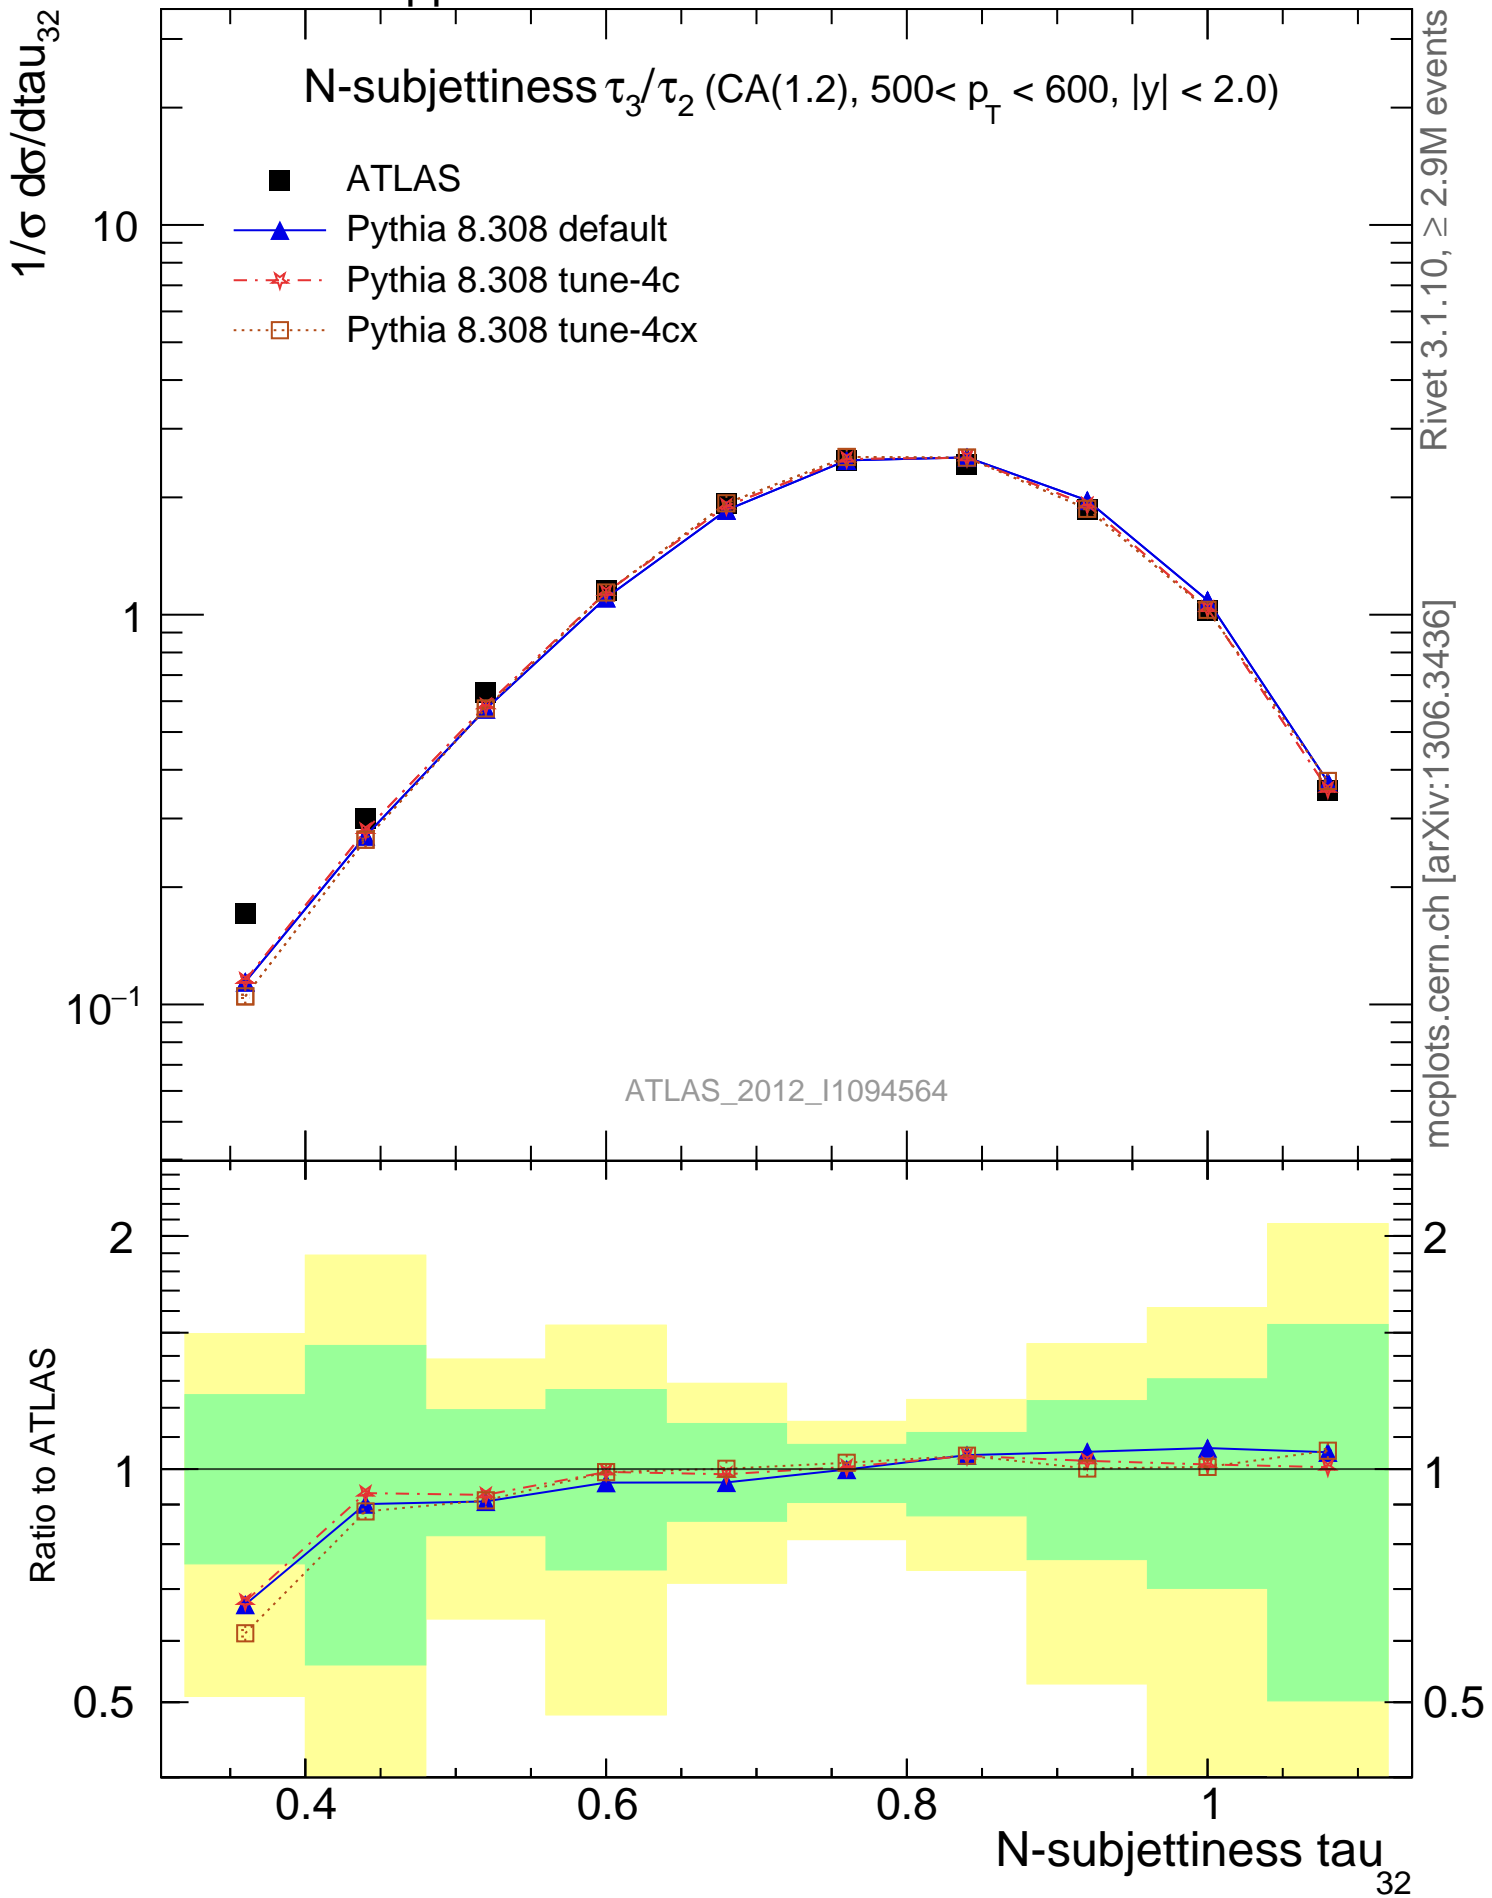 N-subjettiness τ3/τ2 (CA(1.2), 500< pT < 600, |y| < 2.0)
1/σ dσ/dtau32
ATLAS
Pythia 8.308 default
Pythia 8.308 tune-4c
Pythia 8.308 tune-4cx
10
1
10−1
ATLAS_2012_I1094564
Rivet 3.1.10, ≥ 2.9M events
mcplots.cern.ch [arXiv:1306.3436]
Ratio to ATLAS
2
1
0.5
2
1
0.5
0.4
0.6
0.8
1
N-subjettiness tau32